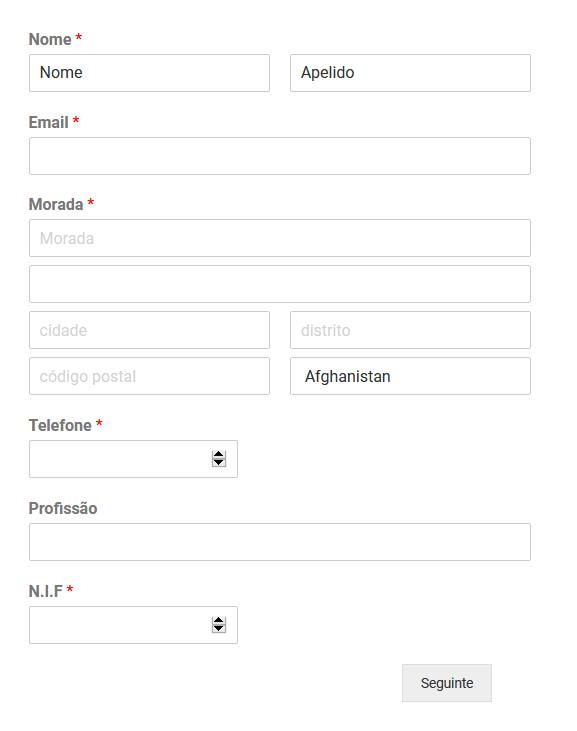 Nome *
Nome Apelido
Email *
Morada *
Morada
cidade distrito
código postal Afghanistan
Telefone *
Profissão
N.I.F *
Seguinte